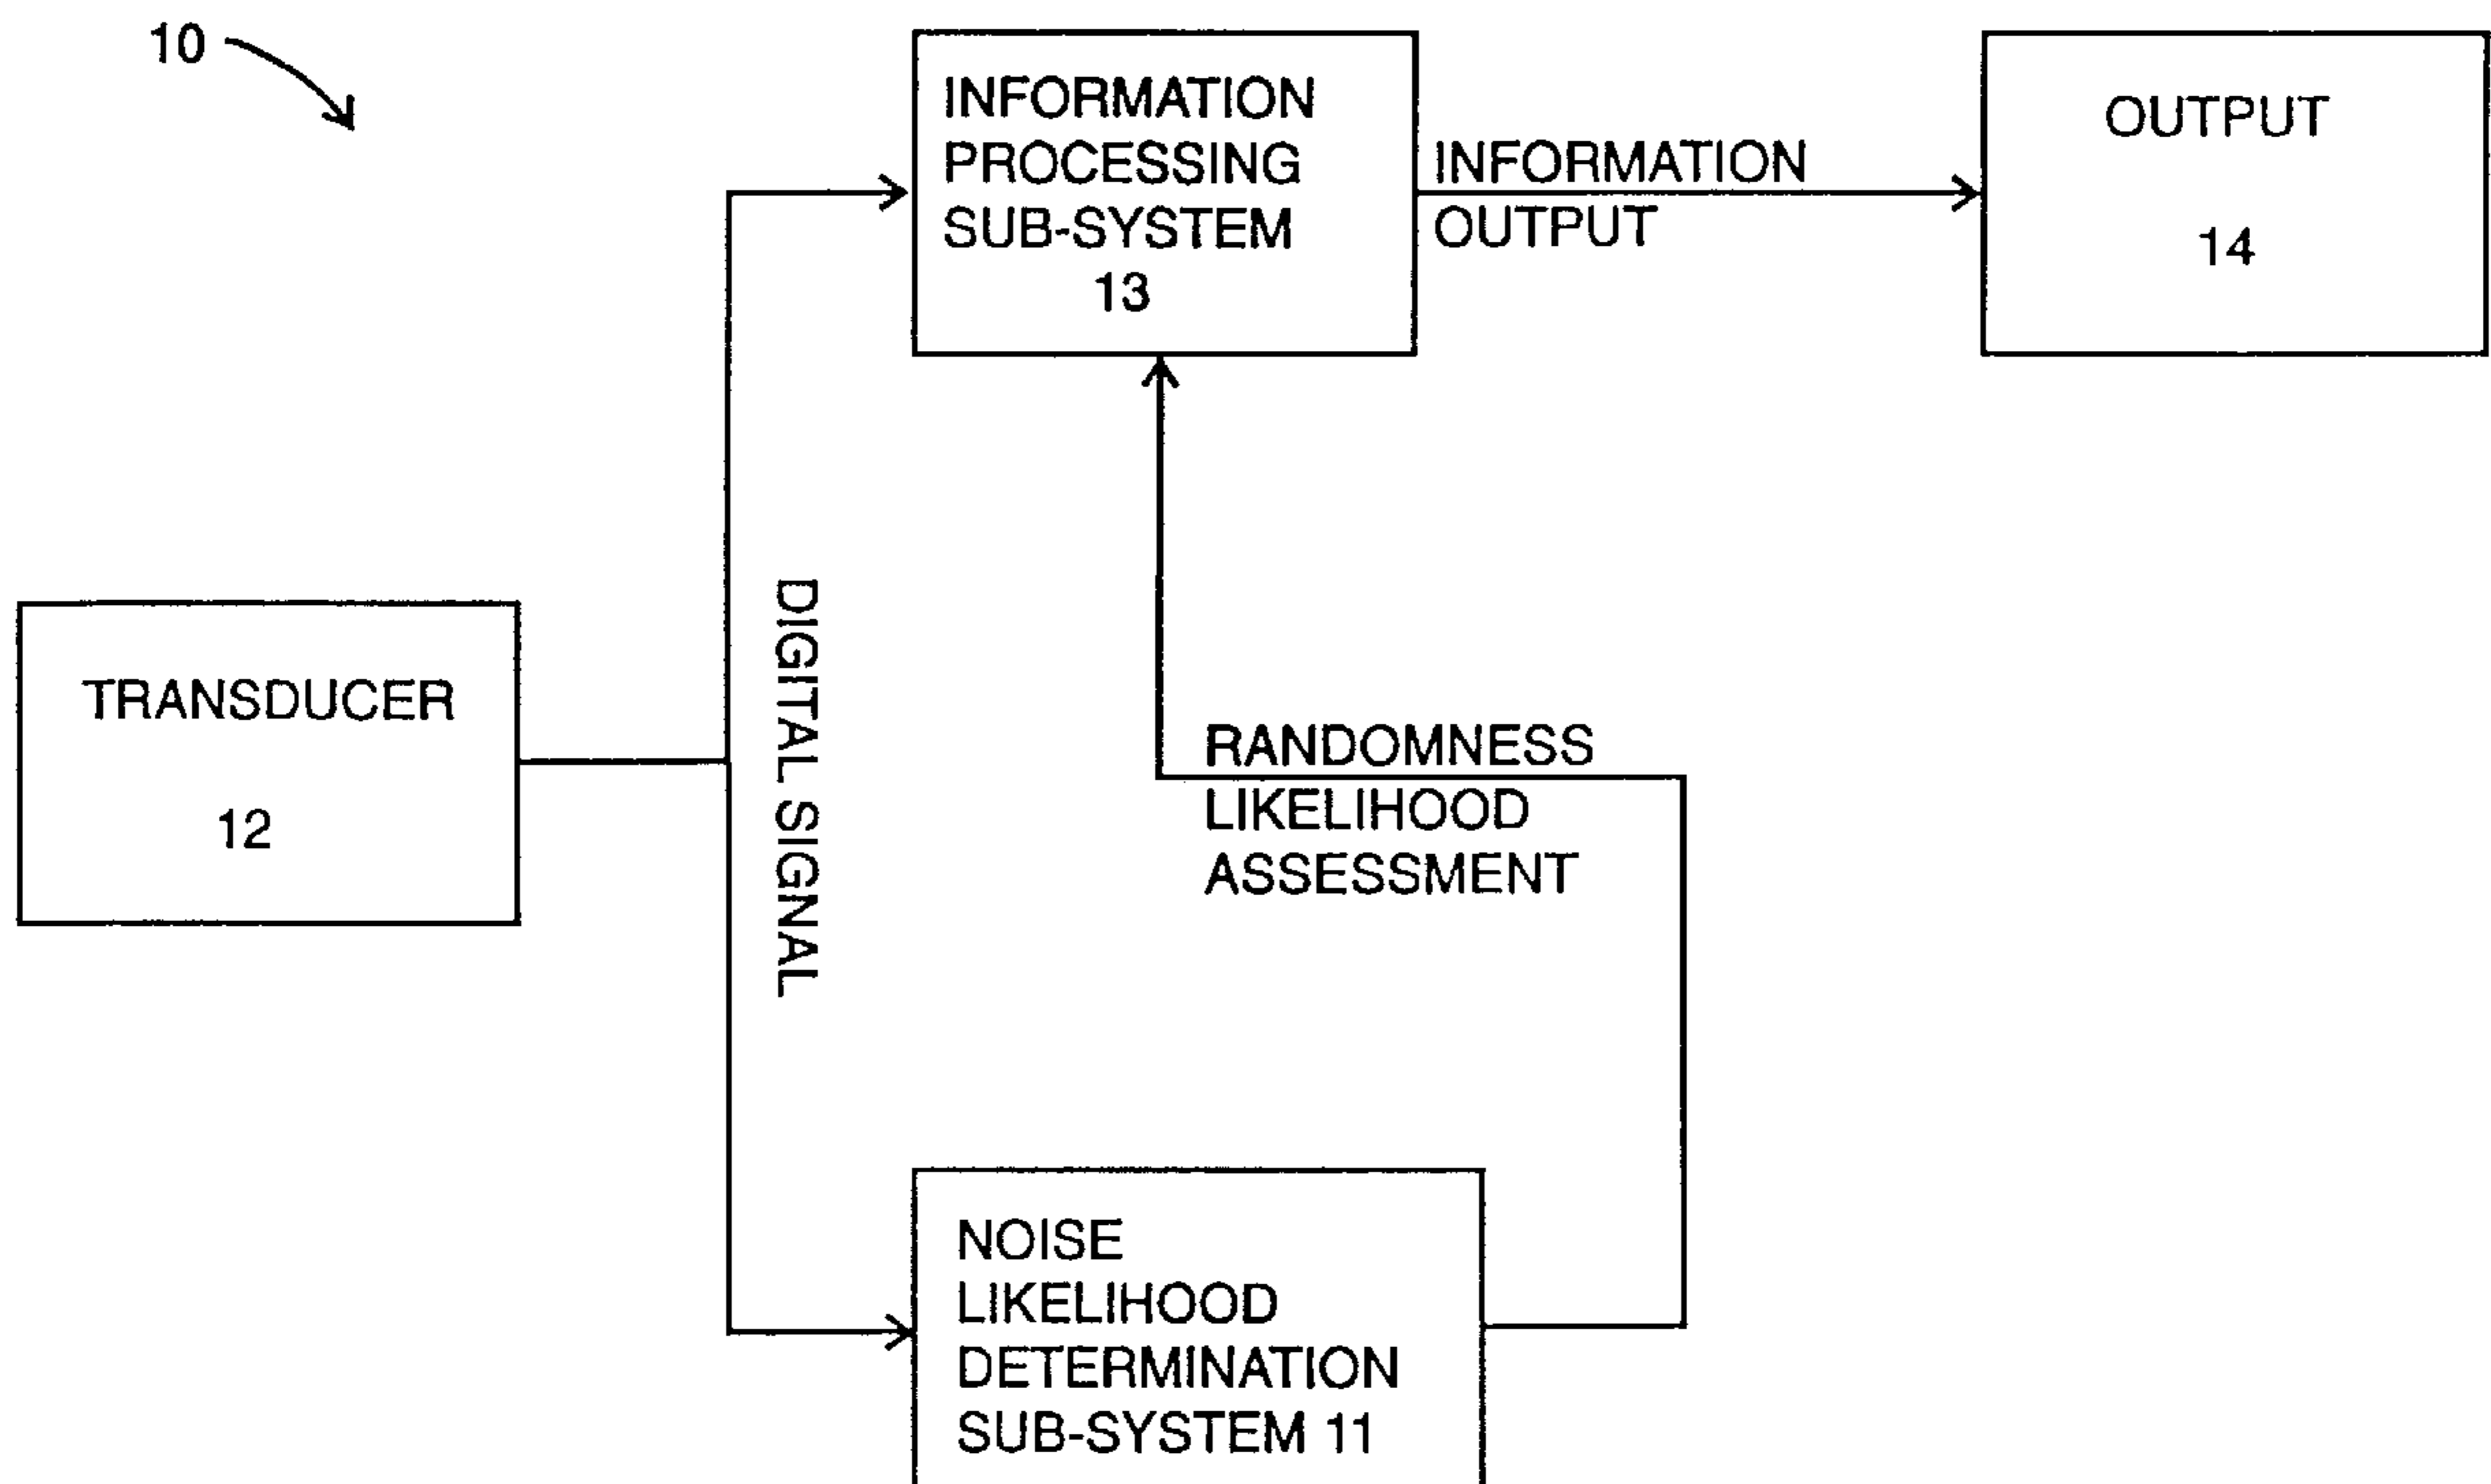 10
INFORMATION
PROCESSING
SUB-SYSTEM
13
INFORMATION
OUTPUT
OUTPUT
14
TRANSDUCER
12
DIGITAL SIGNAL
RANDOMNESS
LIKELIHOOD
ASSESSMENT
NOISE
LIKELIHOOD
DETERMINATION
SUB-SYSTEM 11